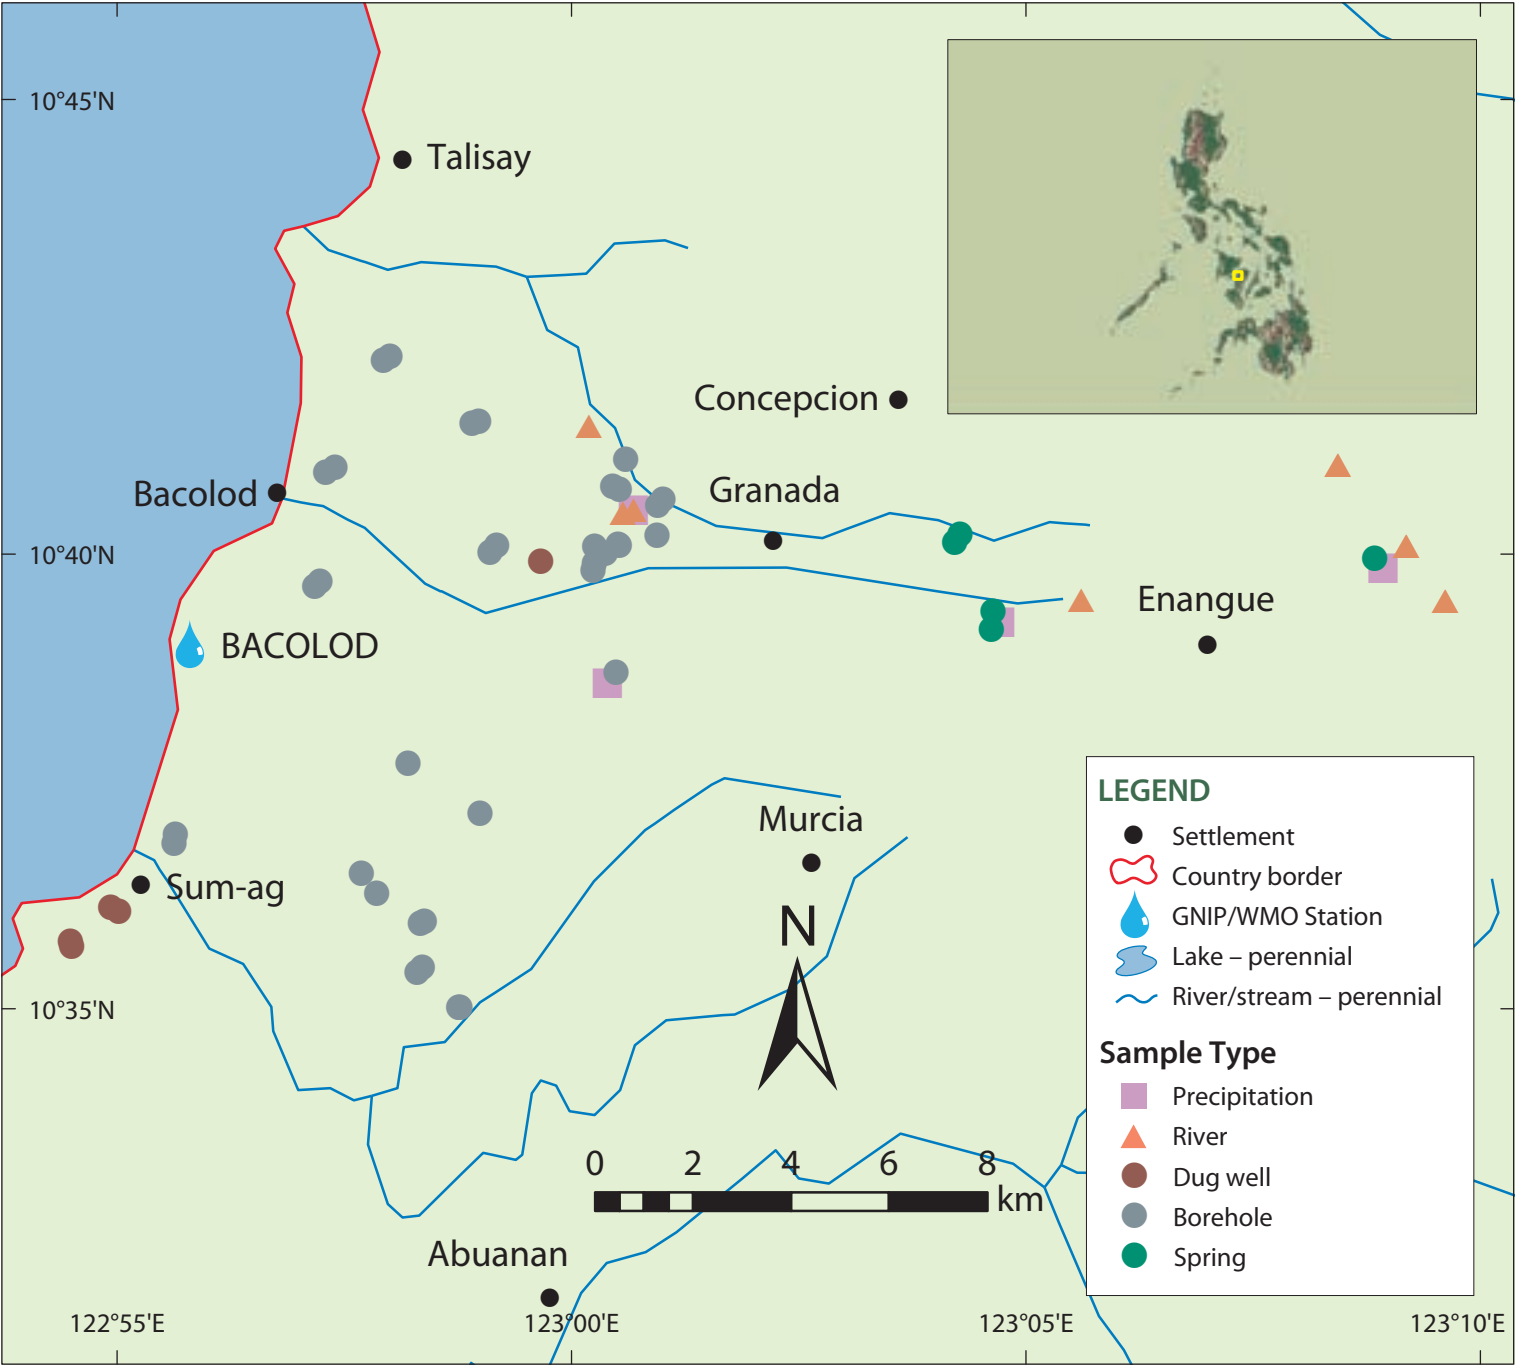 10°45'N
Talisay
Concepcion
Bacolod
Granada
10°40'N
Enangue
BACOLOD
Murcia
Sum-ag
N
10°35'N
0 2 4 6 8
km
Abuanan
122°55'E 123°00'E 123°05'E 123°10'E
LEGEND
Settlement
Country border
GNIP/WMO Station
Lake – perennial
River/stream – perennial
Sample Type
Precipitation
River
Dug well
Borehole
Spring